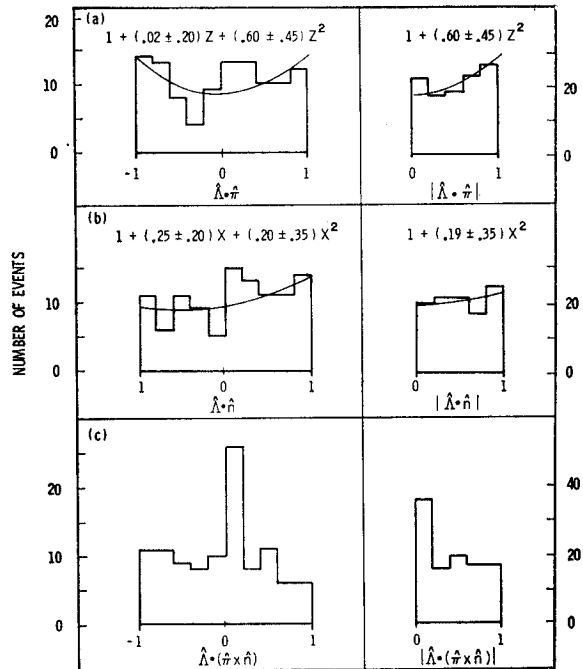 (a)
1 + (.02 ± .20) Z + (.60 ± .45) Z²
1 + (.60 ± .45) Z²
20
10
0
20
0
-1
0
1
0
1
Λ̂•π̂
|Λ̂•π̂|
(b)
1 + (.25 ± .20) X + (.20 ± .35) X²
1 + (.19 ± .35) X²
NUMBER OF EVENTS
10
0
20
0
1
0
1
0
1
Λ̂•n̂
|Λ̂•n̂|
(c)
20
10
0
40
20
0
-1
0
1
0
1
Λ̂•(π̂xn̂)
|Λ̂•(π̂xn̂)|